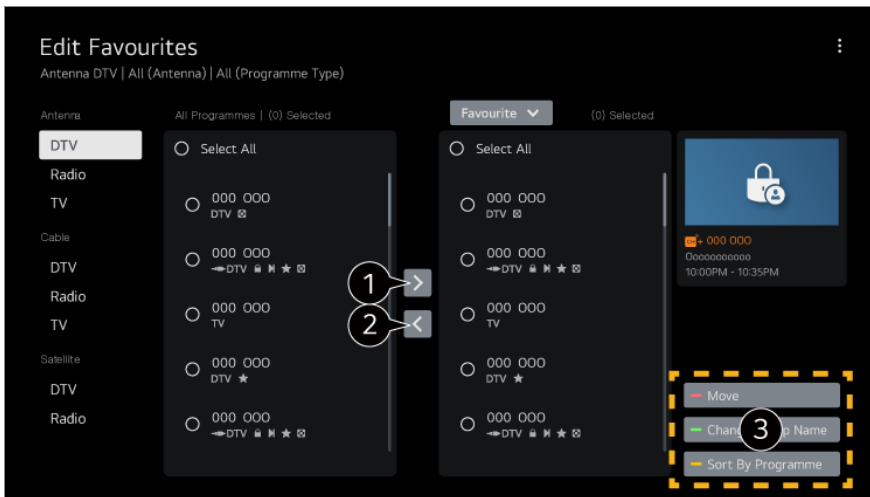 Edit Favourites
Antenna DTV | All (Antenna) | All (Programme Type)
Antenna
DTV
Radio
TV
Cable
DTV
Radio
TV
Satellite
DTV
Radio
All Programmes | (0) Selected
Select All
000 000
DTV
000 000
DTV
000 000
TV
000 000
DTV
000 000
DTV
1
2
Favourite
(0) Selected
Select All
000 000
DTV
000 000
DTV
000 000
TV
000 000
DTV
000 000
DTV
CH+ 000 000
Oooooooooo
10:00PM - 10:35PM
Move
3
Name
Sort By Programme